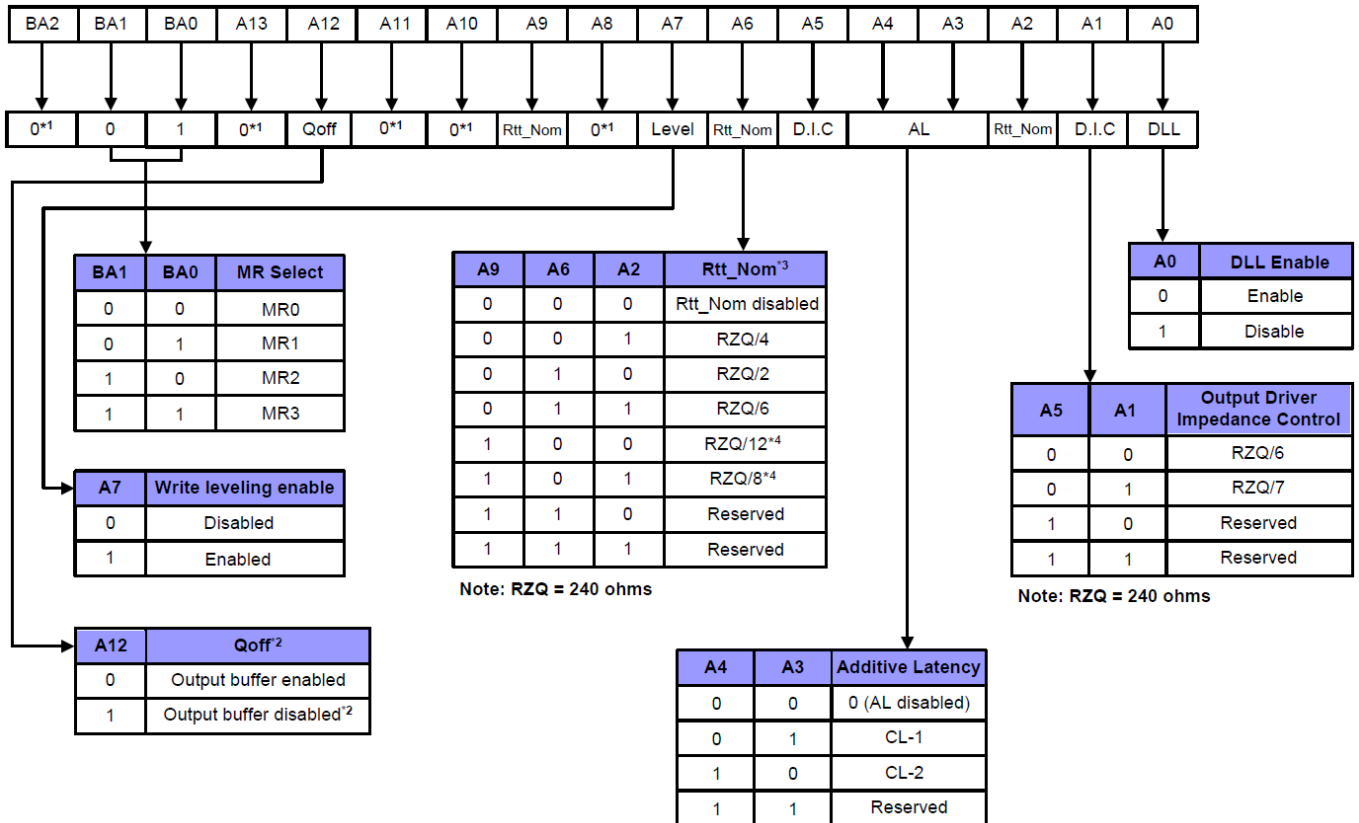 BA2 BA1 BA0 A13 A12 A11 A10 A9 A8 A7 A6 A5 A4 A3 A2 A1 A0
0*1 0 1 0*1 Qoff 0*1 0*1 Rtt_Nom 0*1 Level Rtt_Nom D.I.C AL Rtt_Nom D.I.C DLL
BA1 BA0 MR Select
0 0 MR0
0 1 MR1
1 0 MR2
1 1 MR3
A7 Write leveling enable
0 Disabled
1 Enabled
A12 Qoff*2
0 Output buffer enabled
1 Output buffer disabled*2
A9 A6 A2 Rtt_Nom*3
0 0 0 Rtt_Nom disabled
0 0 1 RZQ/4
0 1 0 RZQ/2
0 1 1 RZQ/6
1 0 0 RZQ/12*4
1 0 1 RZQ/8*4
1 1 0 Reserved
1 1 1 Reserved
Note: RZQ = 240 ohms
A4 A3 Additive Latency
0 0 0 (AL disabled)
0 1 CL-1
1 0 CL-2
1 1 Reserved
A0 DLL Enable
0 Enable
1 Disable
A5 A1 Output Driver
Impedance Control
0 0 RZQ/6
0 1 RZQ/7
1 0 Reserved
1 1 Reserved
Note: RZQ = 240 ohms